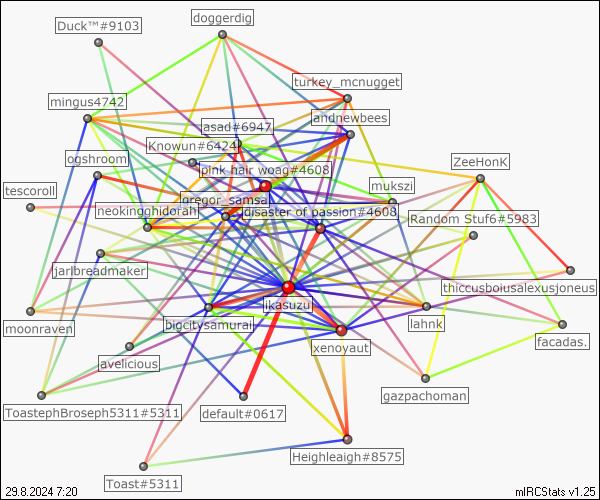 doggerdig
Duck™#9103
turkey_mcnugget
mingus4742
andnewbees
asad#6947
Knowun#6424
ogshroom
ZeeHonK
pink hair woag#4608
mukszi
tescoroll
gregor_samsa
neokingghidorah
disaster of passion#4608
Random Stuf6#5983
jarlbreadmaker
thiccusboiusalexusjoneus
ikasuzu
moonraven
bigcitysamurai
lahnk
facadas.
xenoyaut
avelicious
gazpachoman
ToastephBroseph5311#5311
default#0617
Heighleaigh#8575
Toast#5311
29.8.2024 7:20
mIRCStats v1.25